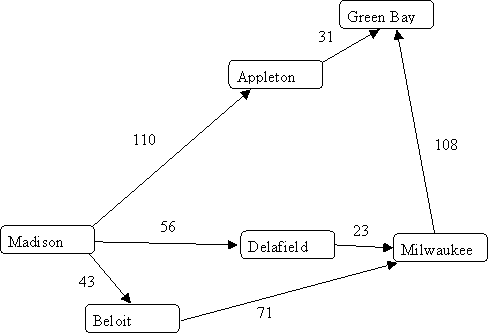 Green Bay
31
Appleton
110
108
56
23
Madison
Delafield
Milwaukee
43
71
Beloit